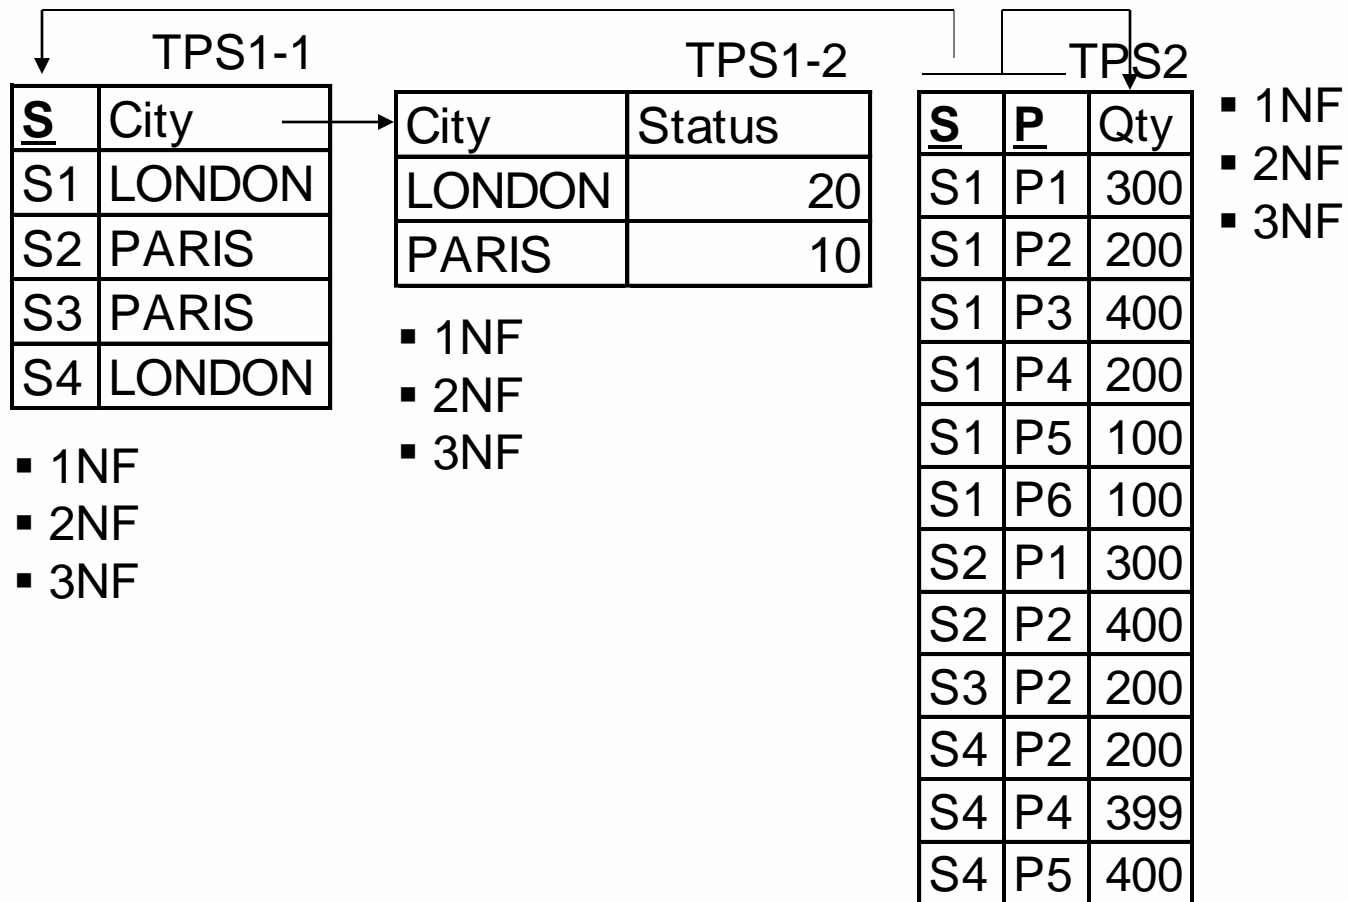 TPS1-1
S City
S1 LONDON
S2 PARIS
S3 PARIS
S4 LONDON
▪ 1NF
▪ 2NF
▪ 3NF
TPS1-2
City Status
LONDON 20
PARIS 10
▪ 1NF
▪ 2NF
▪ 3NF
TPS2
S P Qty
S1 P1 300
S1 P2 200
S1 P3 400
S1 P4 200
S1 P5 100
S1 P6 100
S2 P1 300
S2 P2 400
S3 P2 200
S4 P2 200
S4 P4 399
S4 P5 400
▪ 1NF
▪ 2NF
▪ 3NF